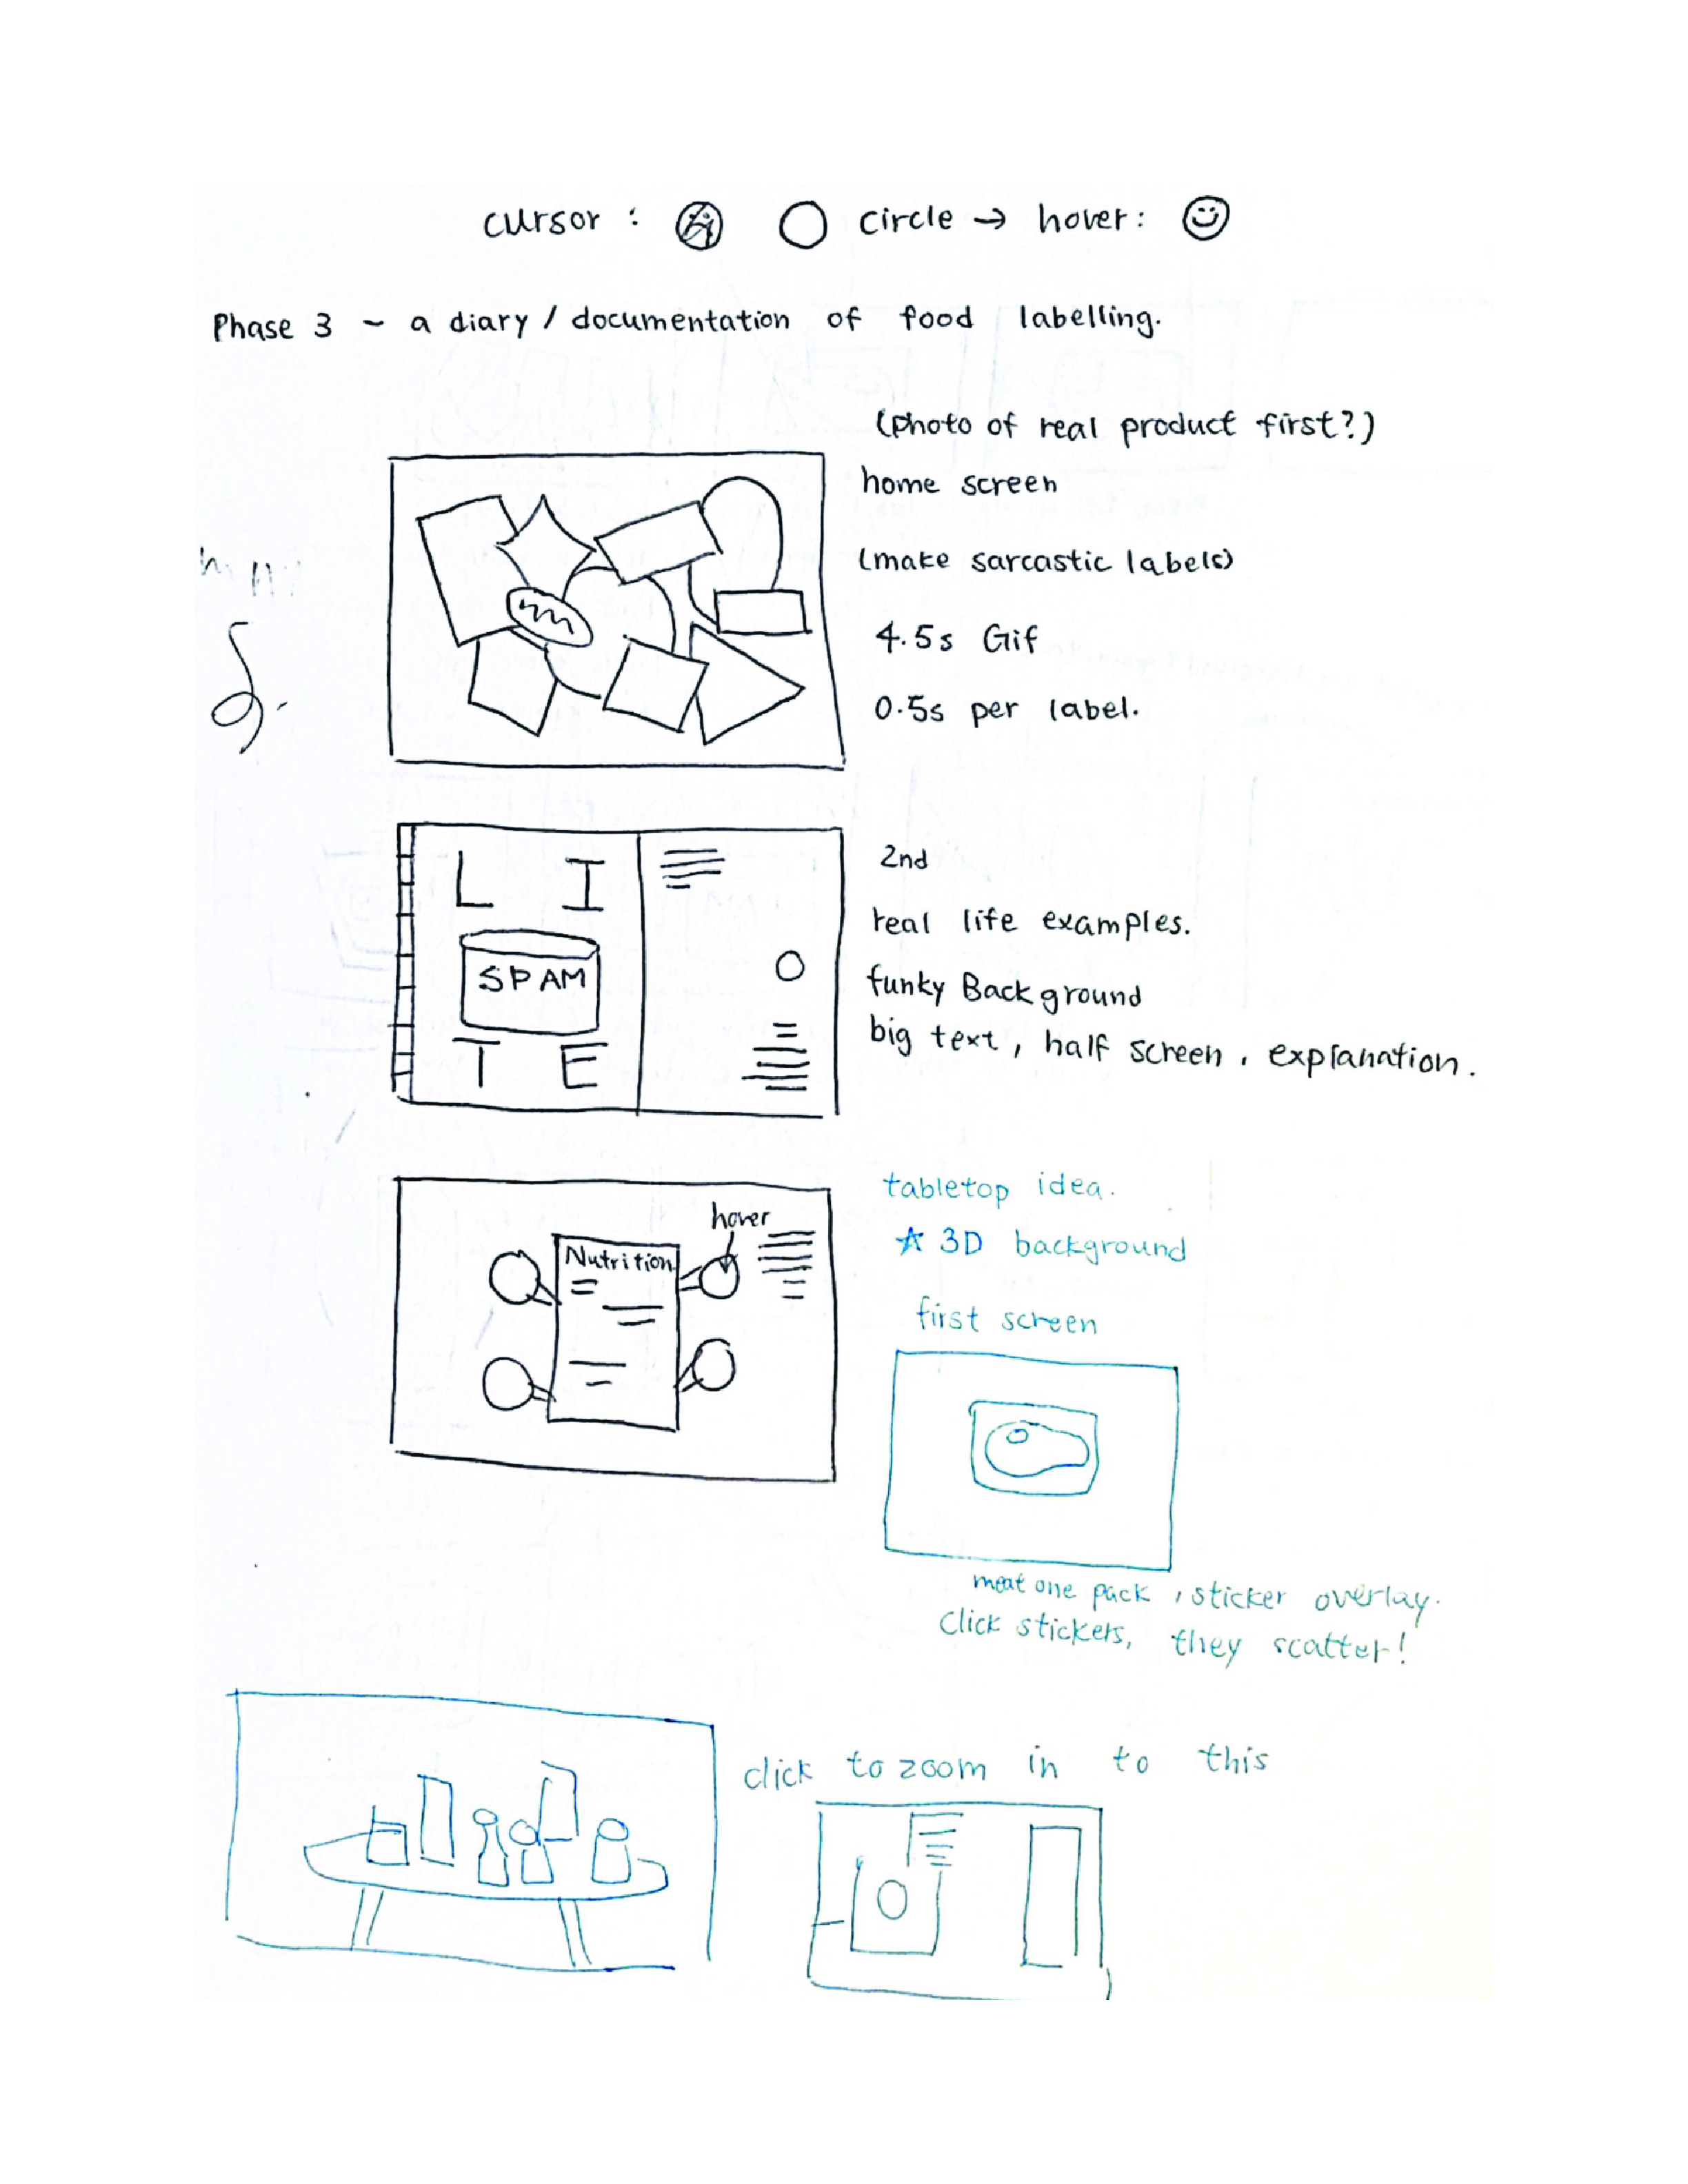 cursor : circle → hover:
Phase 3 ~ a diary / documentation of food labelling.
(photo of real product first?)
home screen
(make sarcastic labels)
4.5s Gif
0.5s per label.
L I
SPAM
T E
2nd
real life examples.
funky Background
big text, half screen, explanation.
hover
Nutrition
tabletop idea.
☆ 3D background
first screen
meat one pack, sticker overlay.
Click stickers, they scatter!
click to zoom in to this